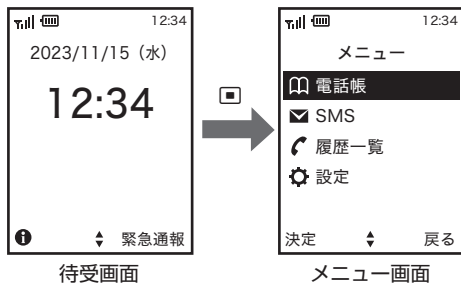 12:34
2023/11/15（水）
12:34
緊急通報
待受画面
12:34
メニュー
電話帳
SMS
履歴一覧
設定
決定
戻る
メニュー画面